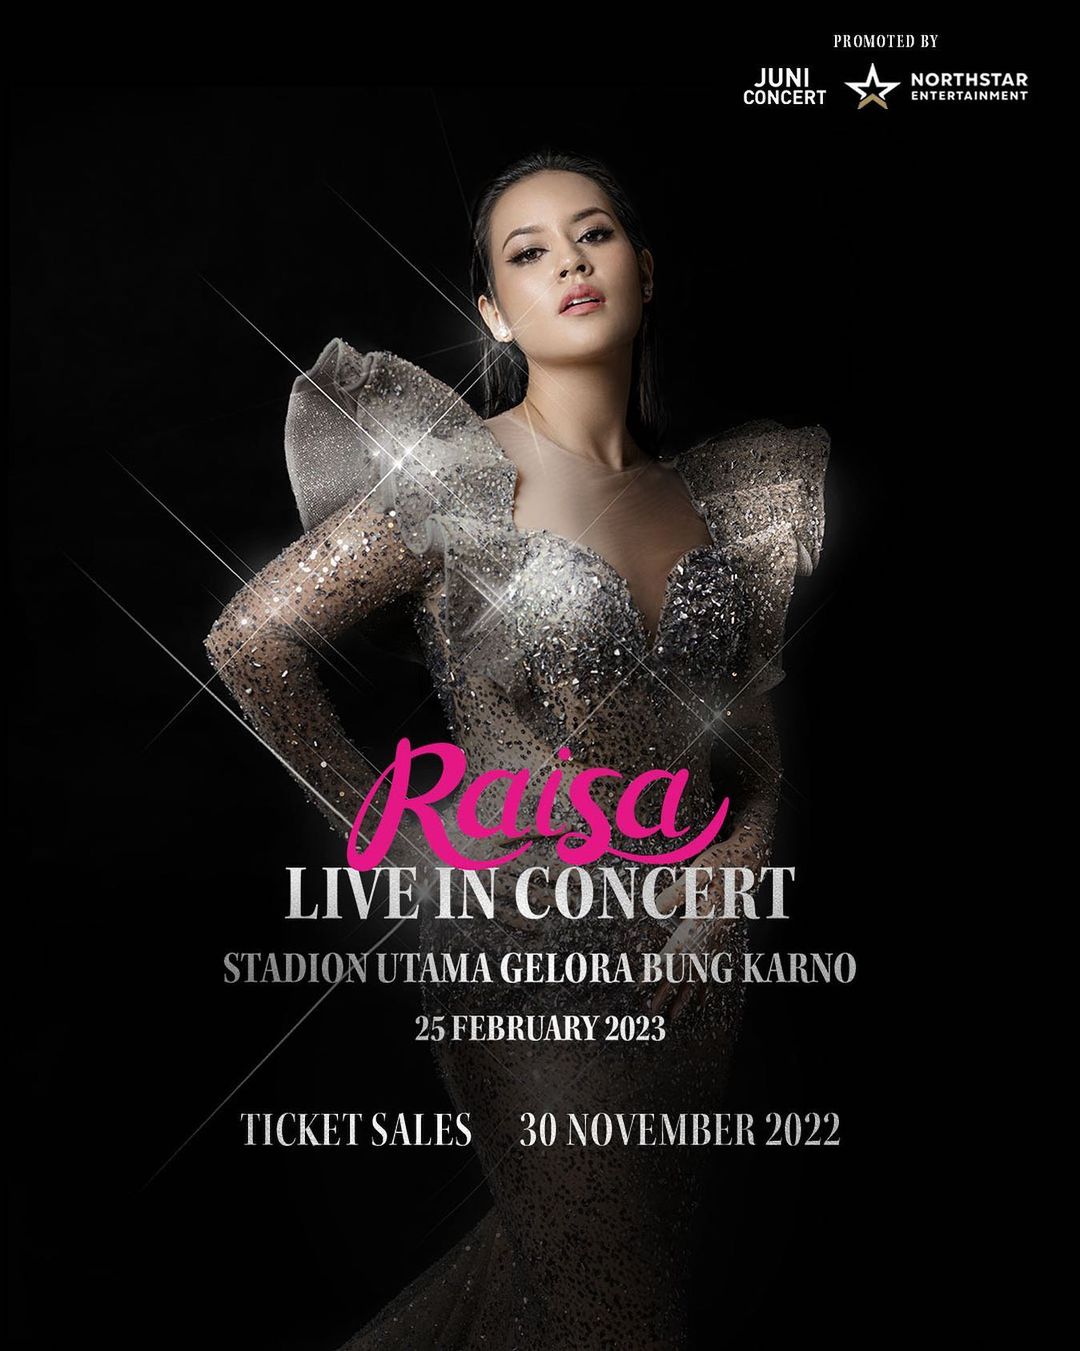 PROMOTED BY
JUNI
CONCERT
NORTHSTAR
ENTERTAINMENT
Raisa
LIVE IN CONCERT
STADION UTAMA GELORA BUNG KARNO
25 FEBRUARY 2023
TICKET SALES 30 NOVEMBER 2022